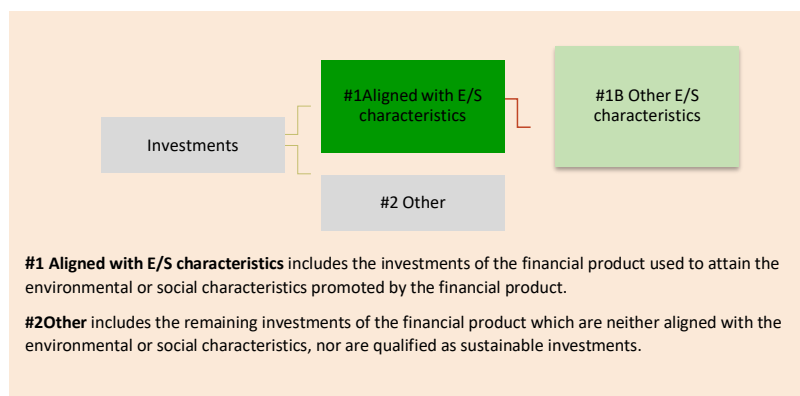 #1Aligned with E/S
characteristics
#1B Other E/S
characteristics
Investments
#2 Other
#1 Aligned with E/S characteristics includes the investments of the financial product used to attain the
environmental or social characteristics promoted by the financial product.
#2Other includes the remaining investments of the financial product which are neither aligned with the
environmental or social characteristics, nor are qualified as sustainable investments.